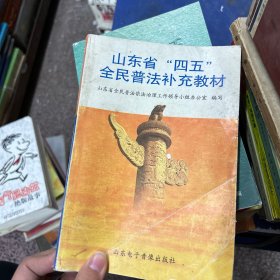 山东省“四五”
全民普法补充教材
山东省全民普法依法治理工作领导小组办公室 编写
山东电子音像出版社